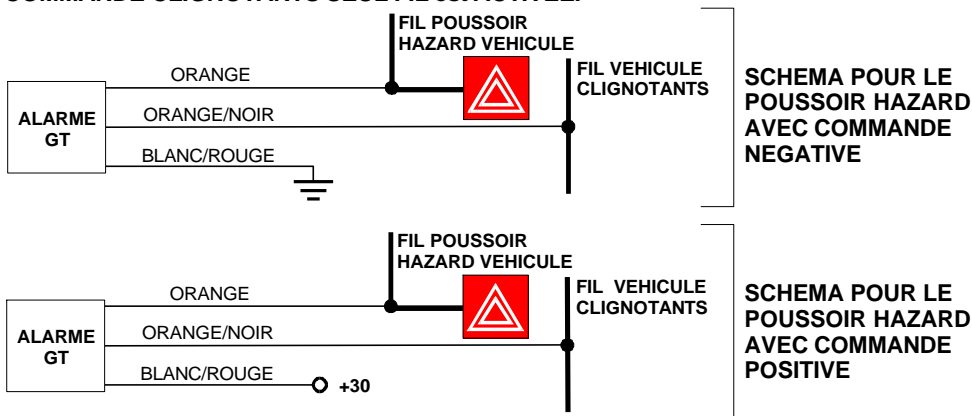 FIL POUSSOIR
HAZARD VEHICULE
ORANGE
FIL VEHICULE
CLIGNOTANTS
ALARME
GT
ORANGE/NOIR
BLANC/ROUGE
SCHEMA POUR LE
POUSSOIR HAZARD
AVEC COMMANDE
NEGATIVE
FIL POUSSOIR
HAZARD VEHICULE
ORANGE
FIL VEHICULE
CLIGNOTANTS
ALARME
GT
ORANGE/NOIR
BLANC/ROUGE
+30
SCHEMA POUR LE
POUSSOIR HAZARD
AVEC COMMANDE
POSITIVE